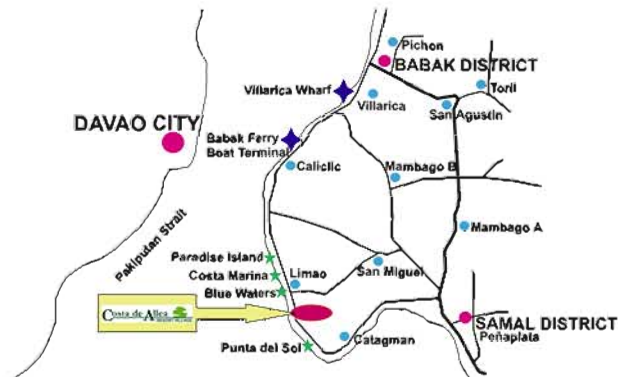 Pichon
BABAK DISTRICT
Villarica Wharf
Toril
Villarica
San Agustin
DAVAO CITY
Babak Ferry
Boat Terminal
Caliclic
Mambago B
Pakiputan Strait
Mambago A
Paradise Island
Costa Marina
Limao
San Miguel
Blue Waters
Costa de Allea
SAMAL DISTRICT
Peñaplata
Catagman
Punta del Sol